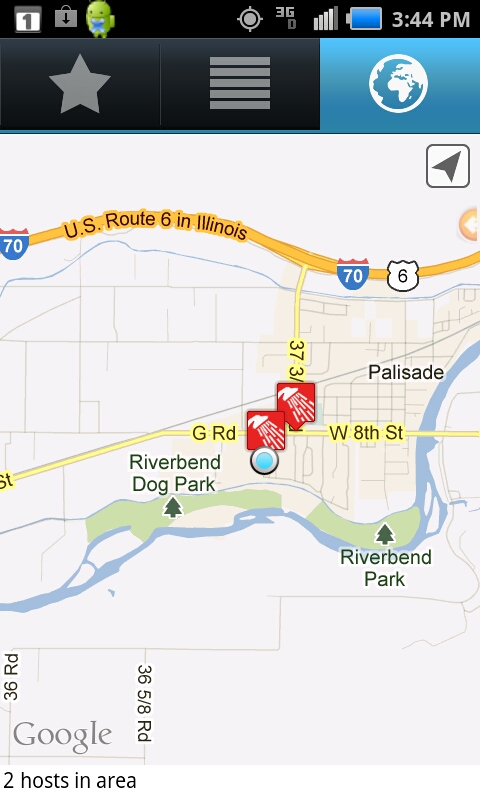 1
3G
3:44 PM
U.S. Route 6 in Illinois
70
70
6
37 3/
Palisade
G Rd
W 8th St
St
Riverbend
Dog Park
Riverbend
Park
36 Rd
36 5/8 Rd
Google
2 hosts in area